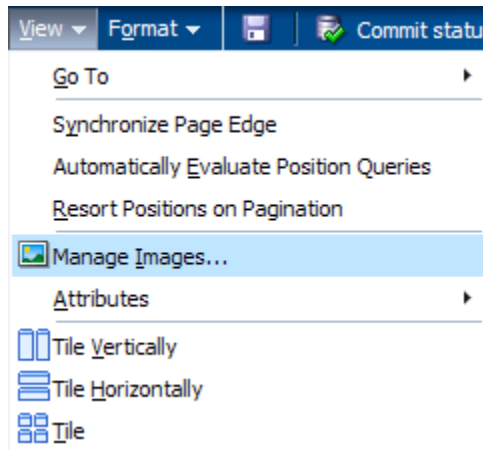 View Format Commit statu
Go To
Synchronize Page Edge
Automatically Evaluate Position Queries
Resort Positions on Pagination
Manage Images...
Attributes
Tile Vertically
Tile Horizontally
Tile